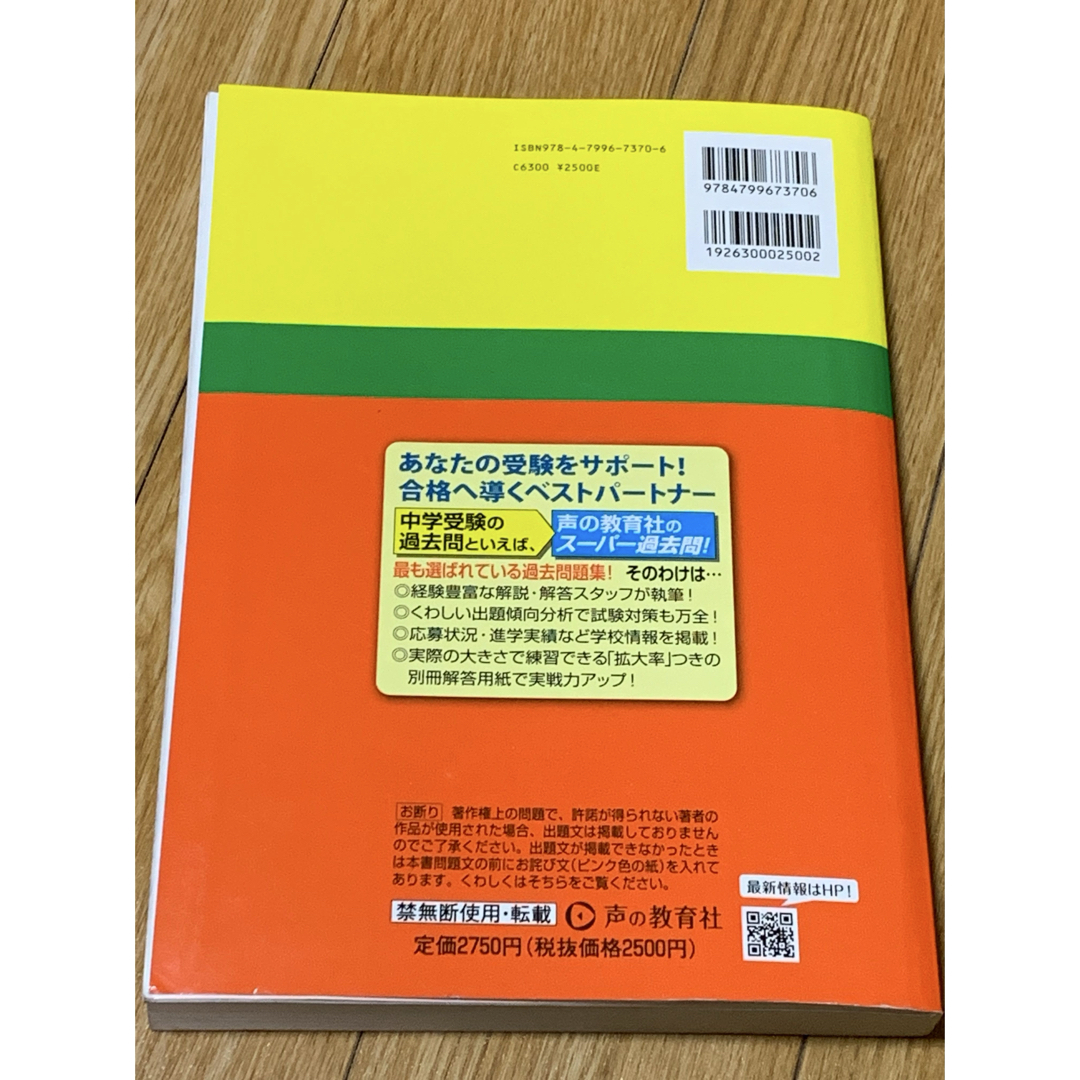 ISBN978-4-7996-7370-6
C6300 ¥2500E
9784799673706
1926300025002
あなたの受験をサポート!
合格へ導くベストパートナー
中学受験の
過去問といえば、
声の教育社の
スーパー過去問!
最も選ばれている過去問題集! そのわけは…
◎経験豊富な解説・解答スタッフが執筆!
◎くわしい出題傾向分析で試験対策も万全!
◎応募状況・進学実績など学校情報を掲載!
◎実際の大きさで練習できる「拡大率」つきの
別冊解答用紙で実戦力アップ!
お断り 著作権上の問題で、許諾が得られない著者の
作品が使用された場合、出題文は掲載しておりません
のでご了承ください。出題文が掲載できなかったとき
は本書問題文の前にお詫び文(ピンク色の紙)を入れて
あります。くわしくはそちらをご覧ください。
最新情報はHP!
禁無断使用・転載 声の教育社
定価2750円(税抜価格2500円)